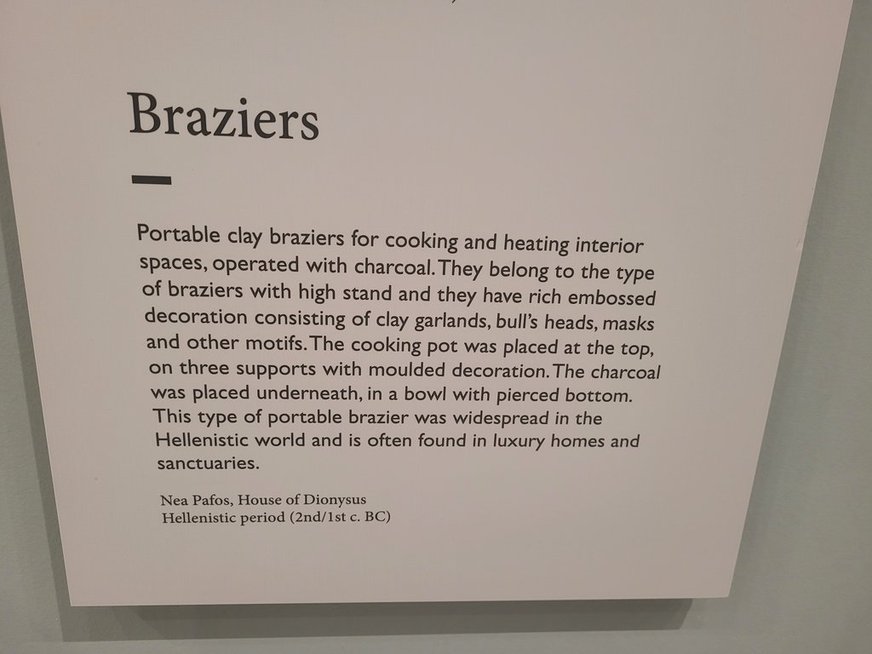 Braziers
Portable clay braziers for cooking and heating interior
spaces, operated with charcoal. They belong to the type
of braziers with high stand and they have rich embossed
decoration consisting of clay garlands, bull's heads, masks
and other motifs. The cooking pot was placed at the top,
on three supports with moulded decoration. The charcoal
was placed underneath, in a bowl with pierced bottom.
This type of portable brazier was widespread in the
Hellenistic world and is often found in luxury homes and
sanctuaries.
Nea Pafos, House of Dionysus
Hellenistic period (2nd/1st c. BC)